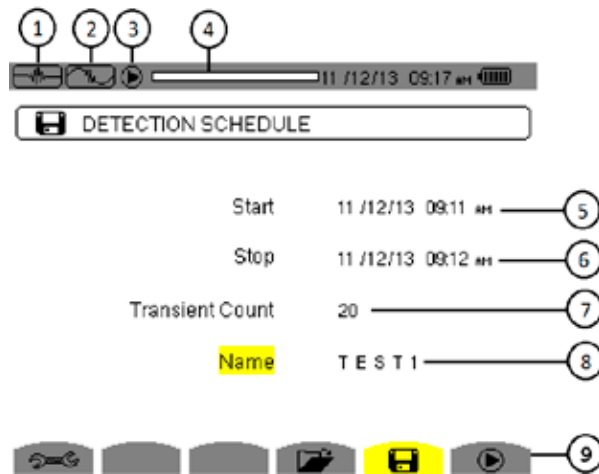 1 2 3 4
11 /12/13 09:17 AM
DETECTION SCHEDULE
Start 11 /12/13 09:11 AM 5
Stop 11 /12/13 09:12 AM 6
Transient Count 20 7
Name T E S T 1 8
9